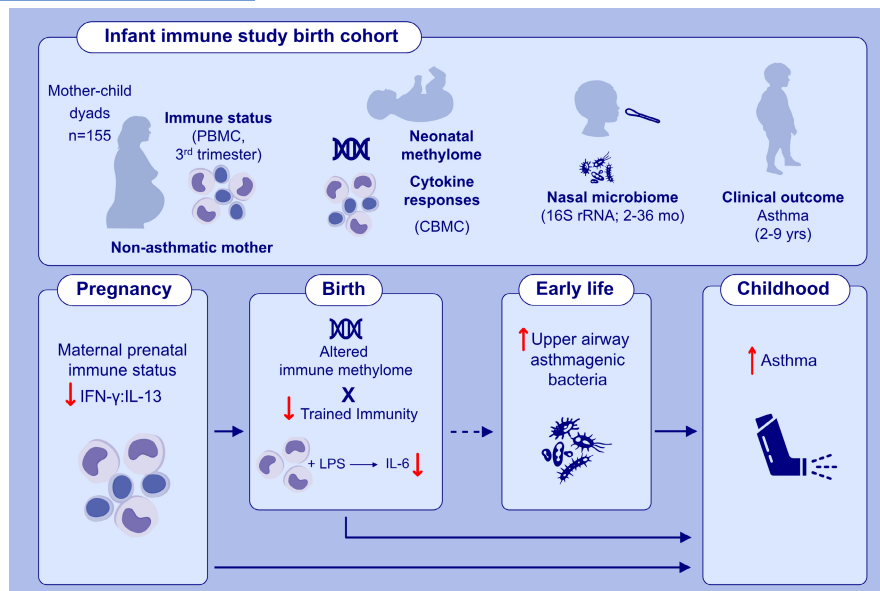 Infant immune study birth cohort
Mother-child
dyads
n=155
Immune status
(PBMC,
3rd trimester)
Non-asthmatic mother
Neonatal
methylome
Cytokine
responses
(CBMC)
Nasal microbiome
(16S rRNA; 2-36 mo)
Clinical outcome
Asthma
(2-9 yrs)
Pregnancy
Maternal prenatal
immune status
↓ IFN-γ:IL-13
Birth
Altered
immune methylome
X
↓ Trained Immunity
+ LPS → IL-6 ↓
Early life
↑ Upper airway
asthmagenic
bacteria
Childhood
↑ Asthma